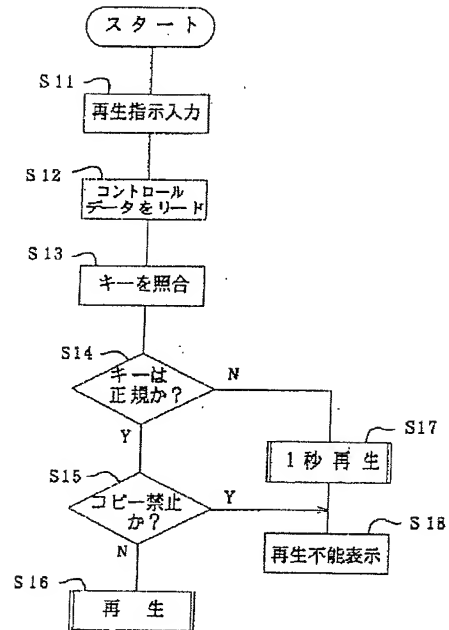 スタート
S11
再生指示入力
S12
コントロール
データをリード
S13
キーを照合
S14
キーは
正規か?
N
Y
S17
1秒再生
S15
コピー禁止
か?
Y
N
S18
再生不能表示
S16
再生